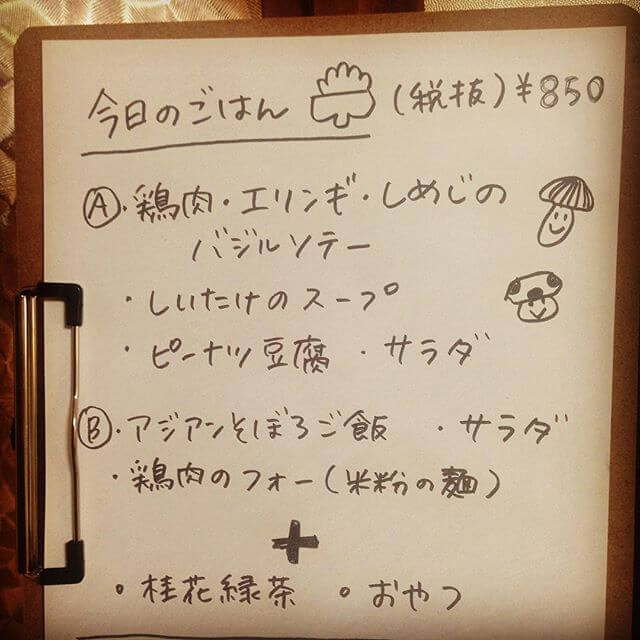 今日のごはん (税抜)¥850
Ⓐ・鶏肉・エリンギ・しめじの
バジルソテー
・しいたけのスープ
・ピーナツ豆腐 ・サラダ
Ⓑ・アジアンそぼろご飯 ・サラダ
・鶏肉のフォー(米粉の麺)
+
。桂花緑茶 。おやつ